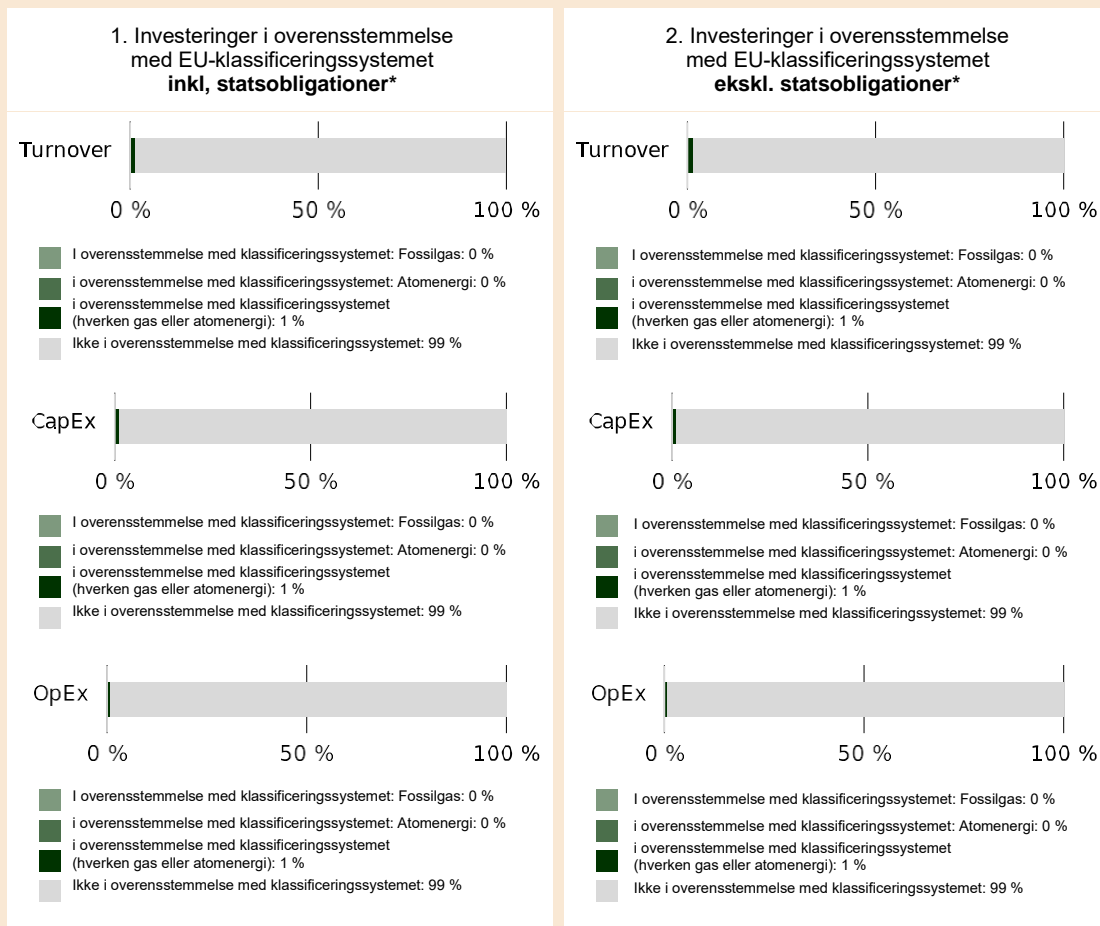 1. Investeringer i overensstemmelse
med EU-klassificeringssystemet
inkl, statsobligationer*
Turnover
0 %
50 %
100 %
I overensstemmelse med klassificeringssystemet: Fossilgas: 0 %
i overensstemmelse med klassificeringssystemet: Atomenergi: 0 %
i overensstemmelse med klassificeringssystemet
(hverken gas eller atomenergi): 1 %
Ikke i overensstemmelse med klassificeringssystemet: 99 %
CapEx
0 %
50 %
100 %
I overensstemmelse med klassificeringssystemet: Fossilgas: 0 %
i overensstemmelse med klassificeringssystemet: Atomenergi: 0 %
i overensstemmelse med klassificeringssystemet
(hverken gas eller atomenergi): 1 %
Ikke i overensstemmelse med klassificeringssystemet: 99 %
OpEx
0 %
50 %
100 %
I overensstemmelse med klassificeringssystemet: Fossilgas: 0 %
i overensstemmelse med klassificeringssystemet: Atomenergi: 0 %
i overensstemmelse med klassificeringssystemet
(hverken gas eller atomenergi): 1 %
Ikke i overensstemmelse med klassificeringssystemet: 99 %
2. Investeringer i overensstemmelse
med EU-klassificeringssystemet
ekskl. statsobligationer*
Turnover
0 %
50 %
100 %
I overensstemmelse med klassificeringssystemet: Fossilgas: 0 %
i overensstemmelse med klassificeringssystemet: Atomenergi: 0 %
i overensstemmelse med klassificeringssystemet
(hverken gas eller atomenergi): 1 %
Ikke i overensstemmelse med klassificeringssystemet: 99 %
CapEx
0 %
50 %
100 %
I overensstemmelse med klassificeringssystemet: Fossilgas: 0 %
i overensstemmelse med klassificeringssystemet: Atomenergi: 0 %
i overensstemmelse med klassificeringssystemet
(hverken gas eller atomenergi): 1 %
Ikke i overensstemmelse med klassificeringssystemet: 99 %
OpEx
0 %
50 %
100 %
I overensstemmelse med klassificeringssystemet: Fossilgas: 0 %
i overensstemmelse med klassificeringssystemet: Atomenergi: 0 %
i overensstemmelse med klassificeringssystemet
(hverken gas eller atomenergi): 1 %
Ikke i overensstemmelse med klassificeringssystemet: 99 %